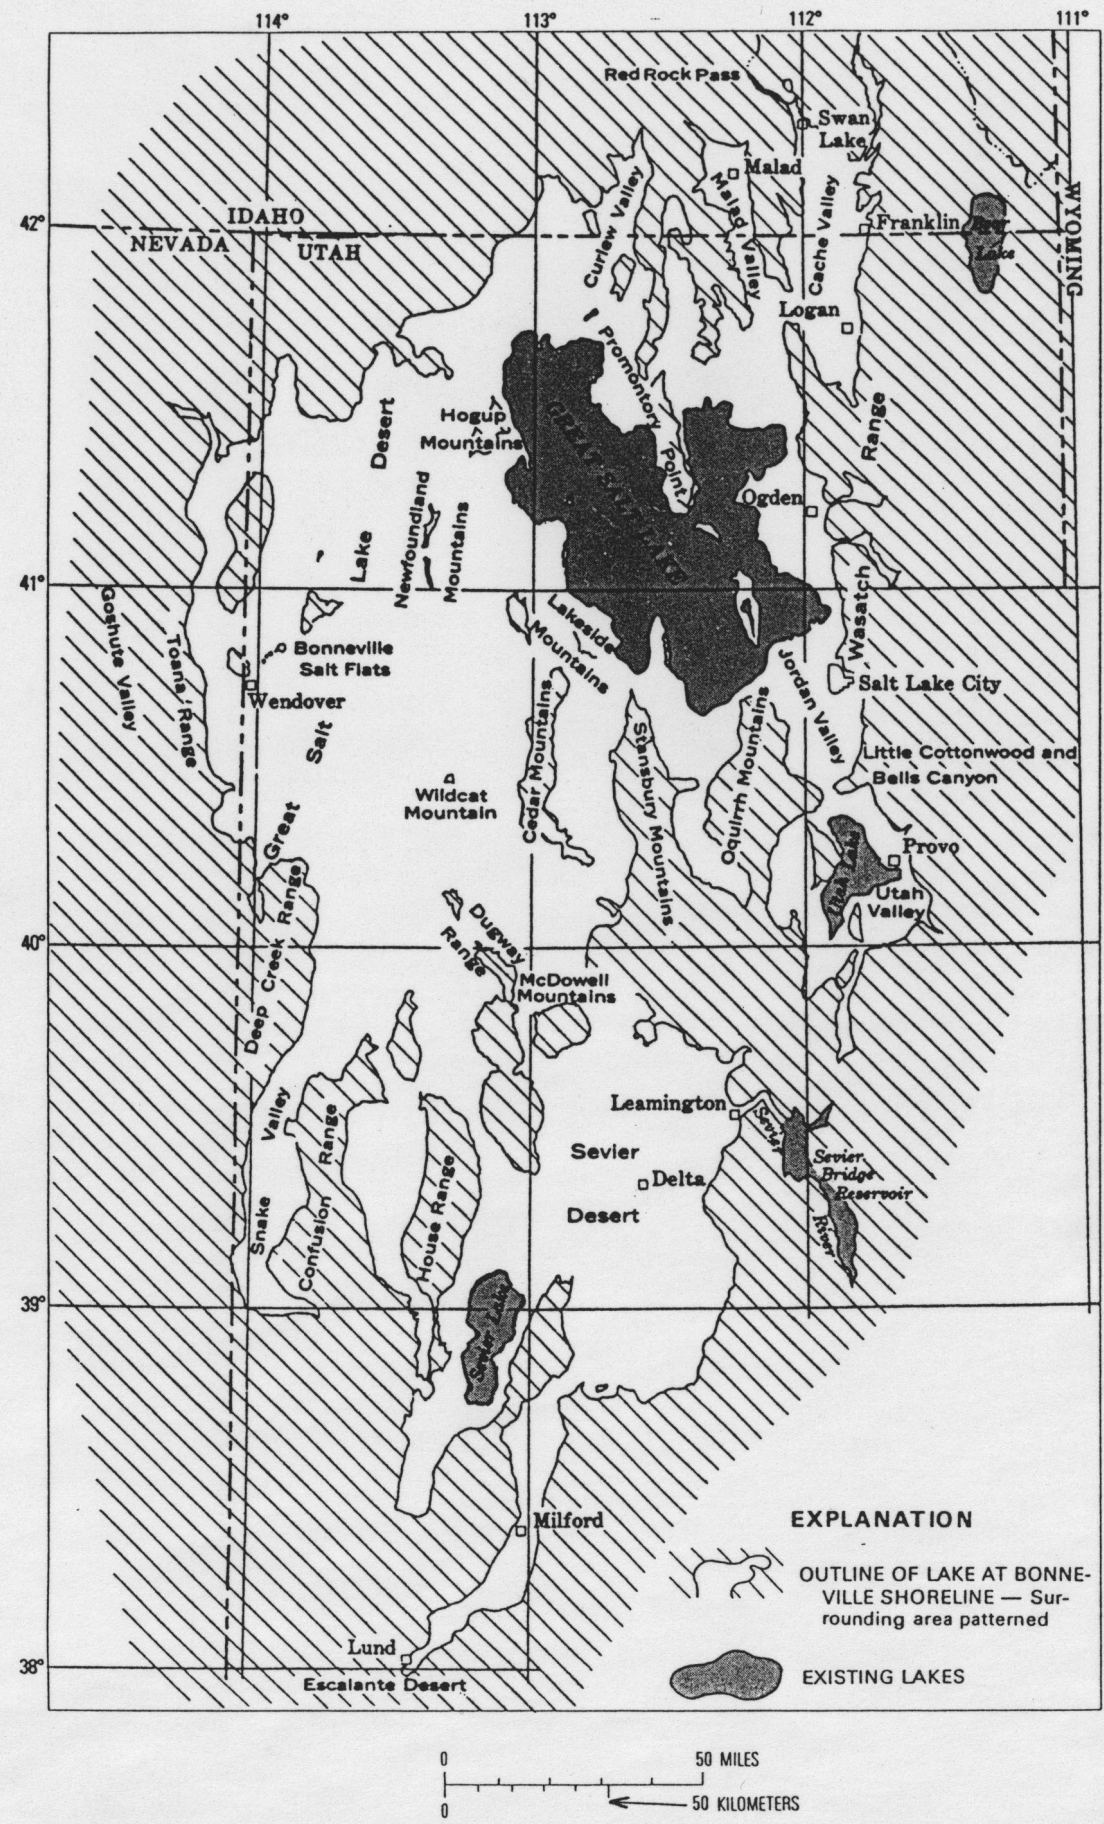 114° 113° 112° 111°
Red Rock Pass
Swan
Lake
Malad
Curlew Valley
Malad Valley
Cache Valley
WYOMING
42°
IDAHO
NEVADA
UTAH
Franklin
Bear
Lake
Logan
Promontory
Point
Hogup
Mountains
GREAT SALT LAKE
Range
Wasatch
Ogden
Great Salt Lake Desert
Newfoundland
Mountains
41°
Goshute Valley
Toana Range
Bonneville
Salt Flats
Wendover
Lakeside
Mountains
Jordan Valley
Salt Lake City
Cedar Mountains
Stansbury Mountains
Oquirrh Mountains
Little Cottonwood and
Bells Canyon
Wildcat
Mountain
Provo
Utah Lake
Utah
Valley
40°
Deep Creek Range
Dugway
Range
McDowell
Mountains
Leamington
Sevier
River
Sevier
Bridge
Reservoir
Sevier
Desert
Delta
Snake Valley
Confusion Range
House Range
39°
Sevier Lake
Milford
Lund
38°
Escalante Desert
EXPLANATION
OUTLINE OF LAKE AT BONNE-
VILLE SHORELINE — Sur-
rounding area patterned
EXISTING LAKES
0 50 MILES
0 50 KILOMETERS